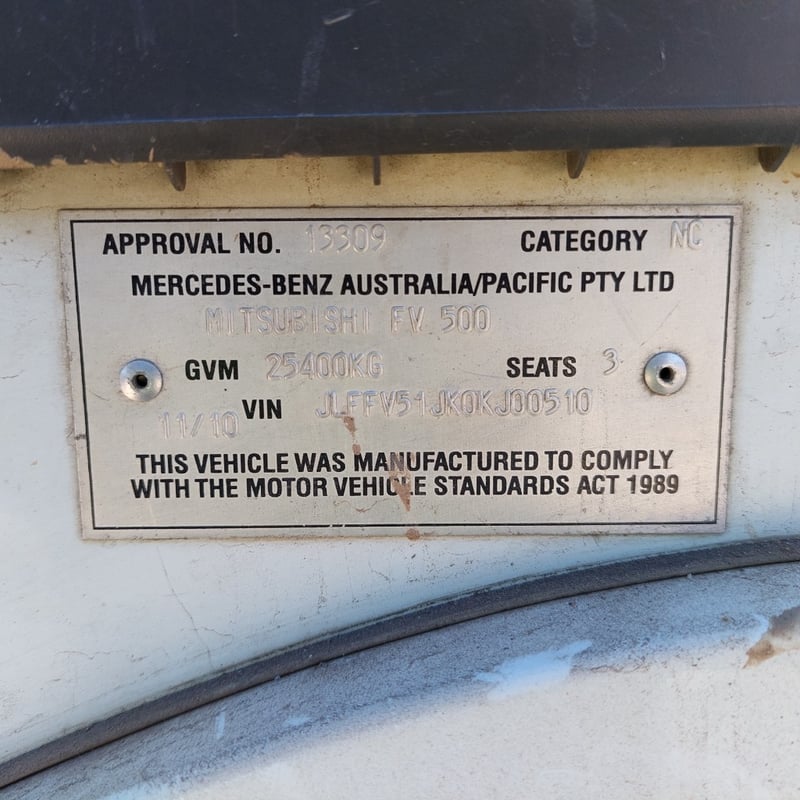 APPROVAL NO. 13309 CATEGORY NC
MERCEDES-BENZ AUSTRALIA/PACIFIC PTY LTD
MITSUBISHI FV 500
GVM 25400KG SEATS 3
11/10 VIN JLFFV51JK0KJ00510
THIS VEHICLE WAS MANUFACTURED TO COMPLY
WITH THE MOTOR VEHICLE STANDARDS ACT 1989